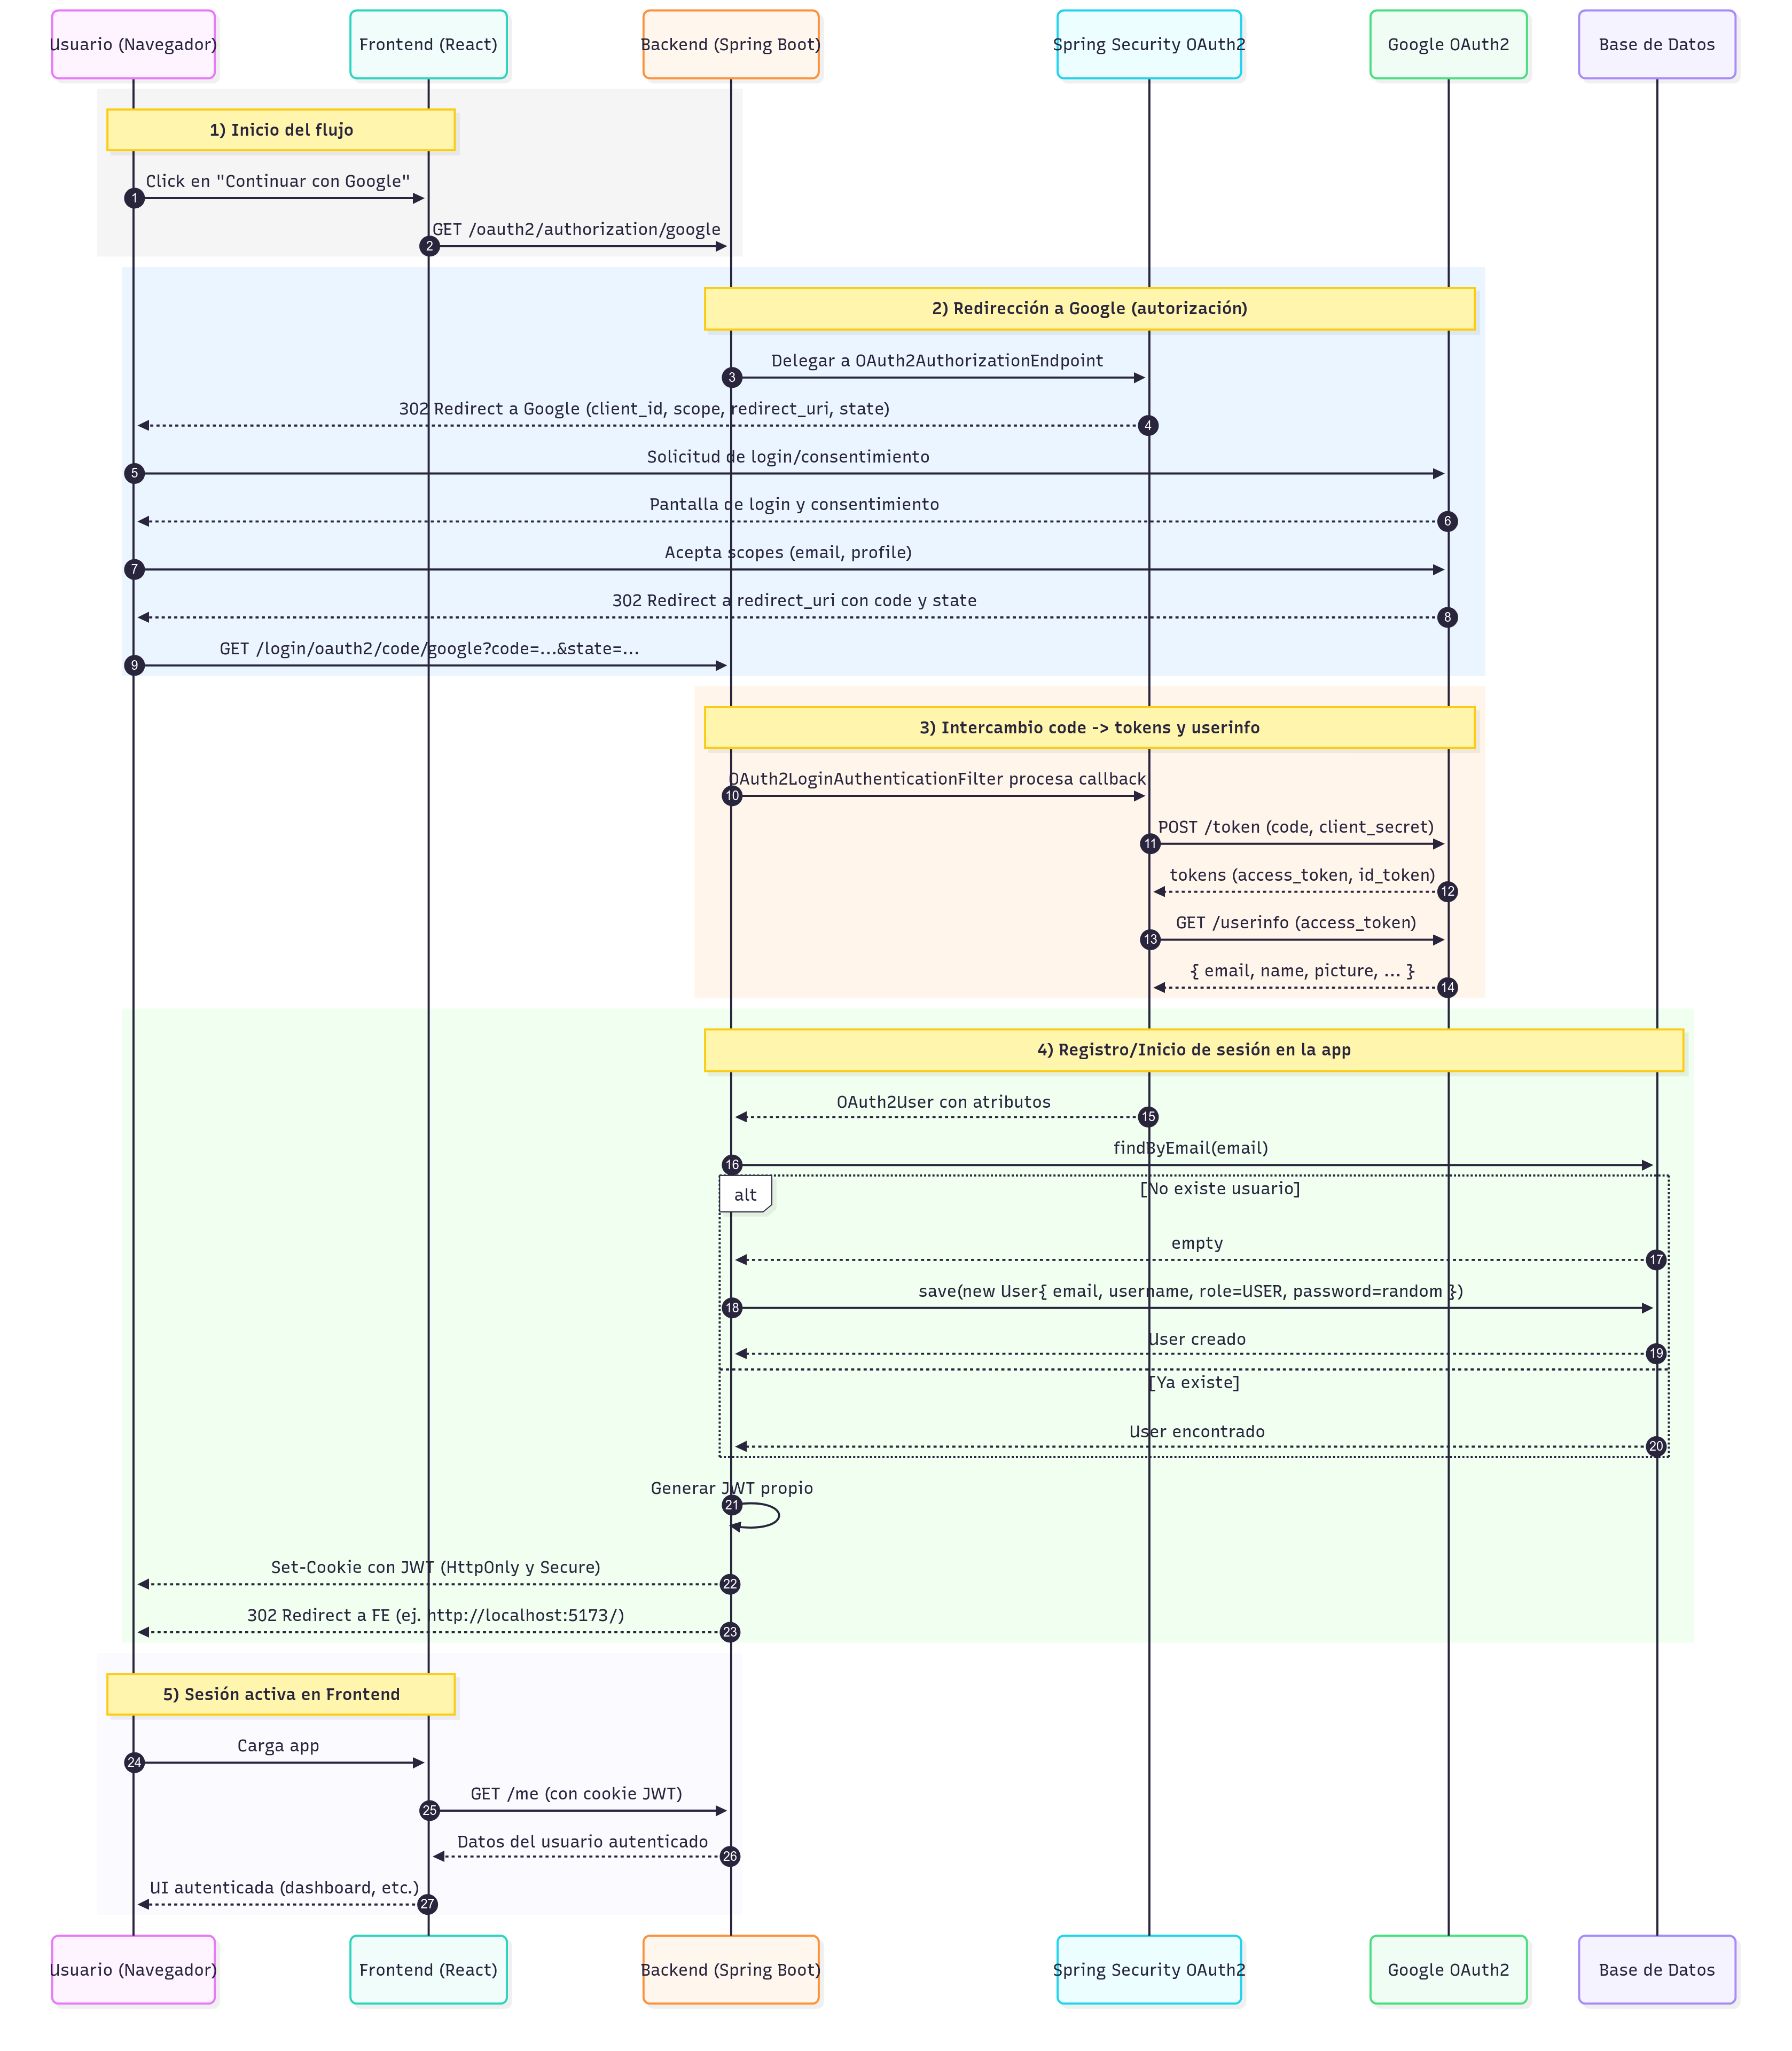 Usuario (Navegador)
Frontend (React)
Backend (Spring Boot)
Spring Security OAuth2
Google OAuth2
Base de Datos
1) Inicio del flujo
Click en "Continuar con Google"
1
GET /oauth2/authorization/google
2
2) Redirección a Google (autorización)
Delegar a OAuth2AuthorizationEndpoint
3
302 Redirect a Google (client_id, scope, redirect_uri, state)
4
Solicitud de login/consentimiento
5
Pantalla de login y consentimiento
6
Acepta scopes (email, profile)
7
302 Redirect a redirect_uri con code y state
8
GET /login/oauth2/code/google?code=...&state=...
9
3) Intercambio code -> tokens y userinfo
OAuth2LoginAuthenticationFilter procesa callback
10
POST /token (code, client_secret)
11
tokens (access_token, id_token)
12
GET /userinfo (access_token)
13
{ email, name, picture, ... }
14
4) Registro/Inicio de sesión en la app
OAuth2User con atributos
15
findByEmail(email)
16
alt
[No existe usuario]
empty
17
save(new User{ email, username, role=USER, password=random })
18
User creado
19
[Ya existe]
User encontrado
20
Generar JWT propio
21
Set-Cookie con JWT (HttpOnly y Secure)
22
302 Redirect a FE (ej. http://localhost:5173/)
23
5) Sesión activa en Frontend
Carga app
24
GET /me (con cookie JWT)
25
Datos del usuario autenticado
26
UI autenticada (dashboard, etc.)
27
Usuario (Navegador)
Frontend (React)
Backend (Spring Boot)
Spring Security OAuth2
Google OAuth2
Base de Datos